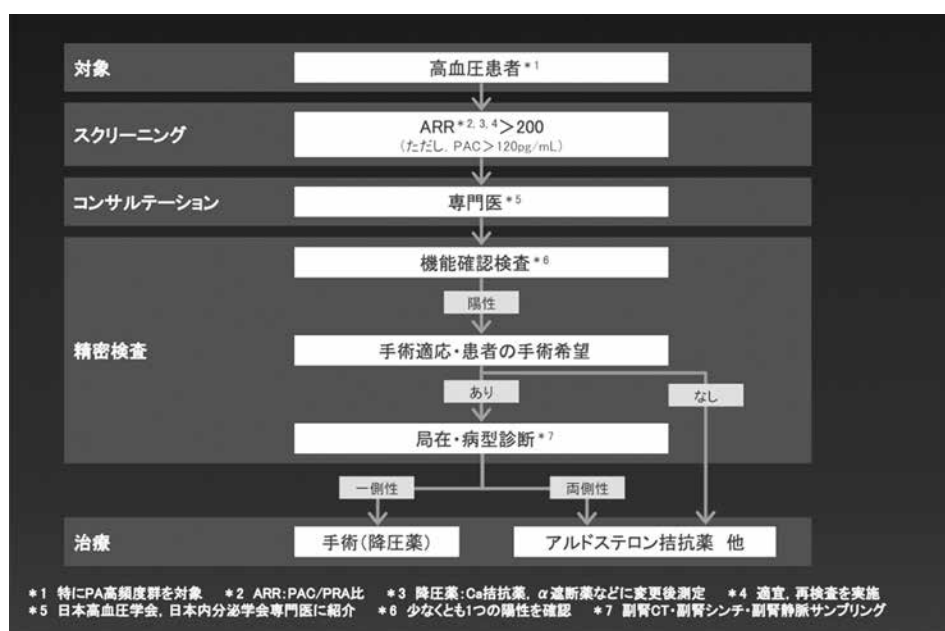 対象
高血圧患者*1
スクリーニング
ARR*2, 3, 4>200
(ただし, PAC>120pg/mL)
コンサルテーション
専門医*5
機能確認検査*6
陽性
精密検査
手術適応・患者の手術希望
あり
なし
局在・病型診断*7
一側性
両側性
治療
手術(降圧薬)
アルドステロン拮抗薬 他
*1 特にPA高頻度群を対象 *2 ARR:PAC/PRA比 *3 降圧薬:Ca拮抗薬, α遮断薬などに変更後測定 *4 適宜, 再検査を実施
*5 日本高血圧学会, 日本内分泌学会専門医に紹介 *6 少なくとも1つの陽性を確認 *7 副腎CT・副腎シンチ・副腎静脈サンプリング